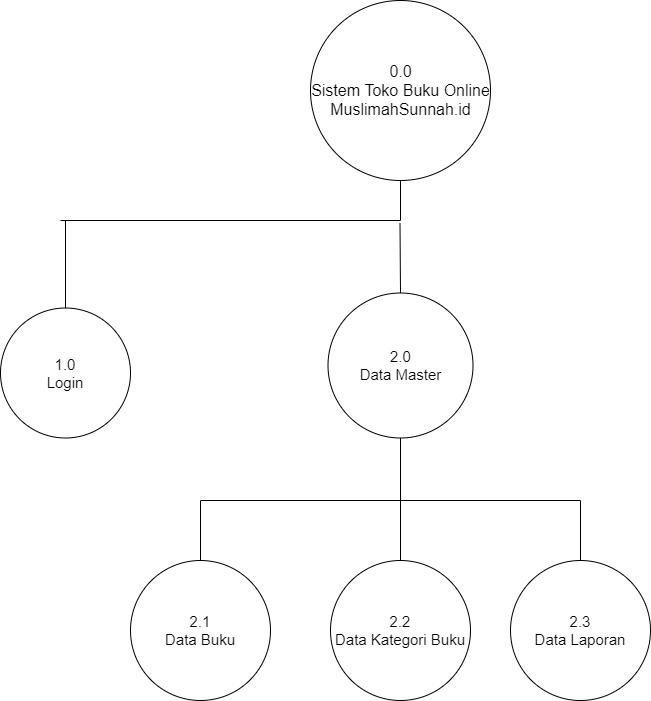 0.0
Sistem Toko Buku Online
MuslimahSunnah.id
1.0
Login
2.0
Data Master
2.1
Data Buku
2.2
Data Kategori Buku
2.3
Data Laporan